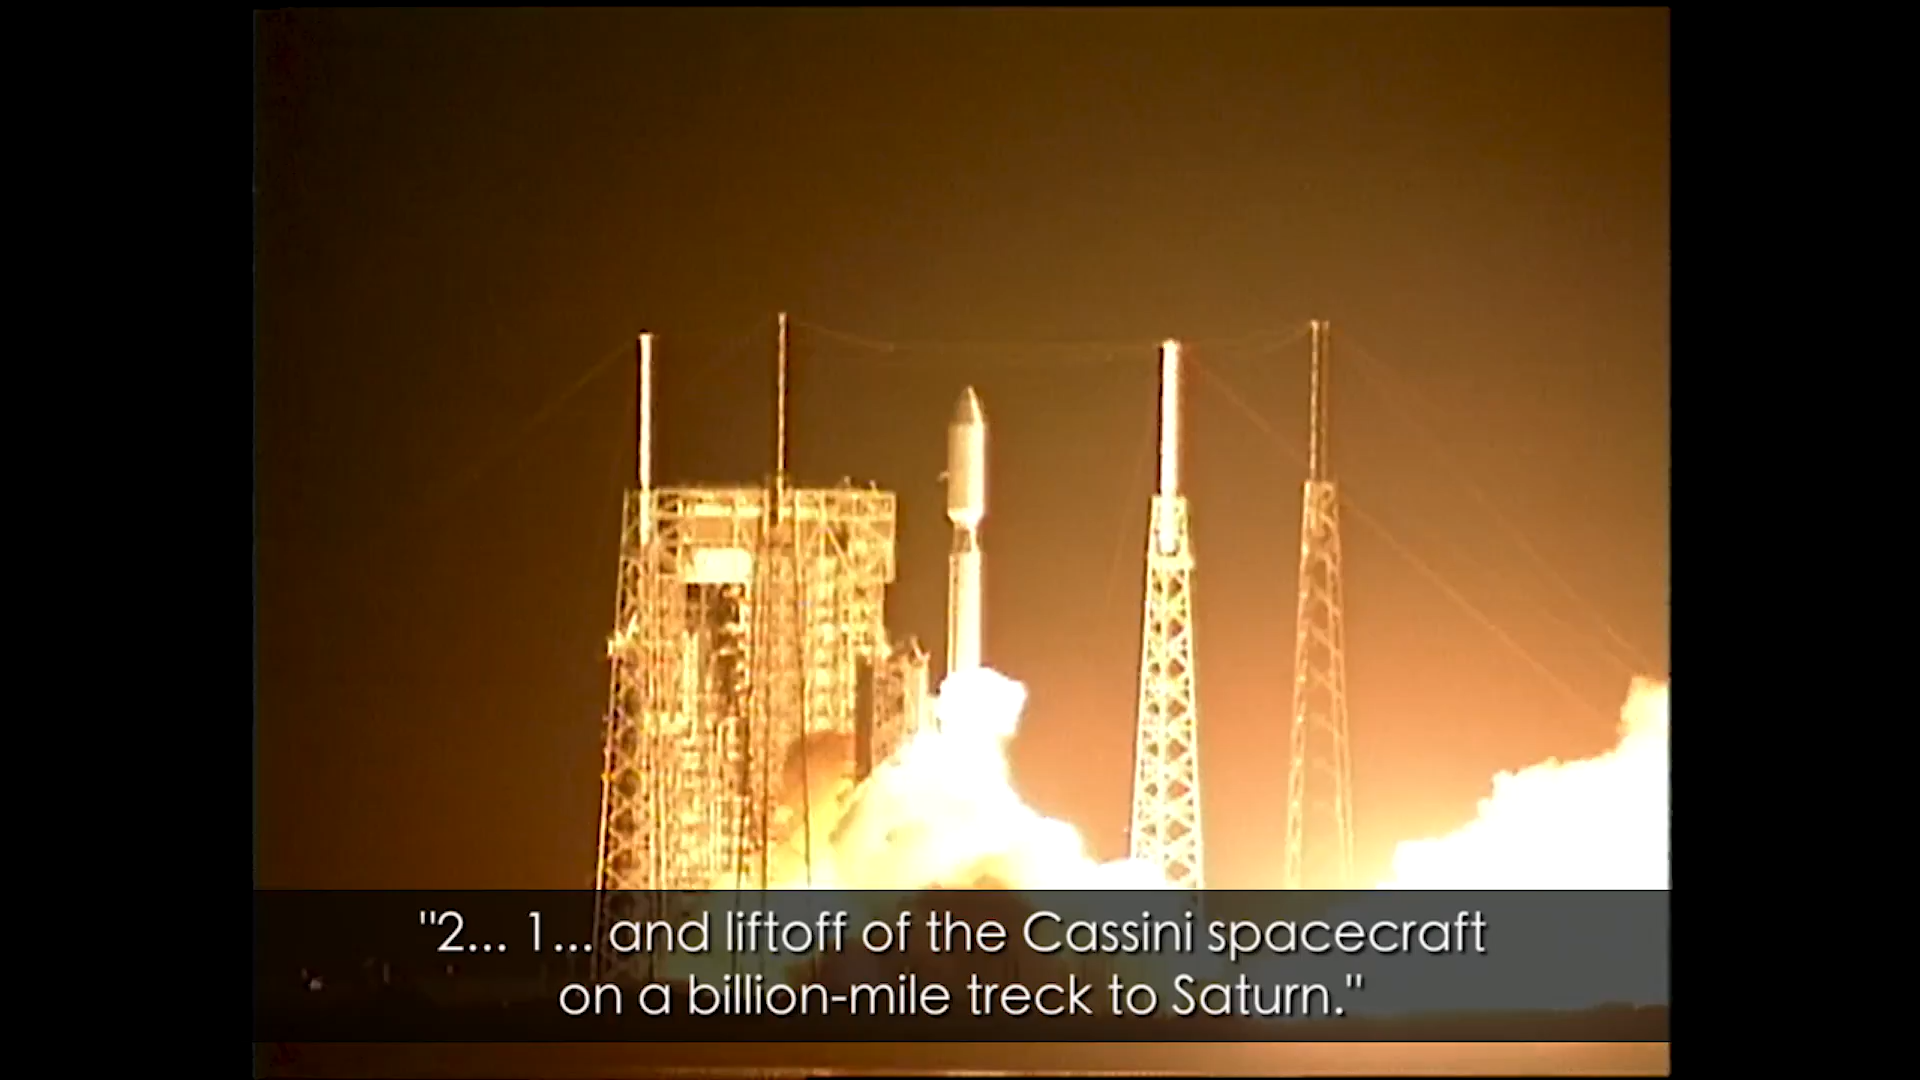 "2... 1... and liftoff of the Cassini spacecraft
on a billion-mile treck to Saturn."